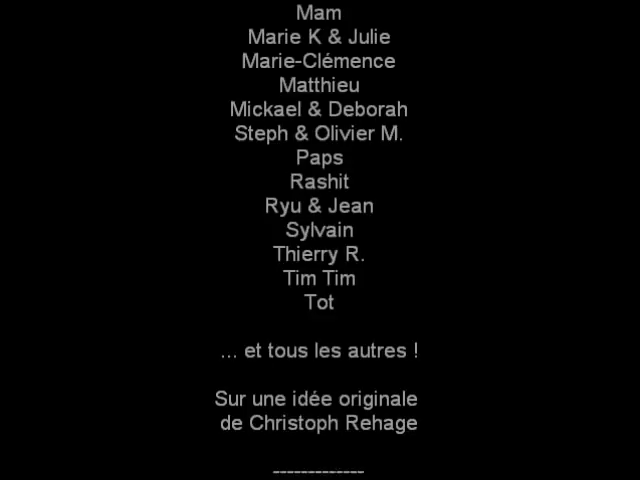 Mam
Marie K & Julie
Marie-Clémence
Matthieu
Mickael & Deborah
Steph & Olivier M.
Paps
Rashit
Ryu & Jean
Sylvain
Thierry R.
Tim Tim
Tot
... et tous les autres !
Sur une idée originale
de Christoph Rehage
-------------